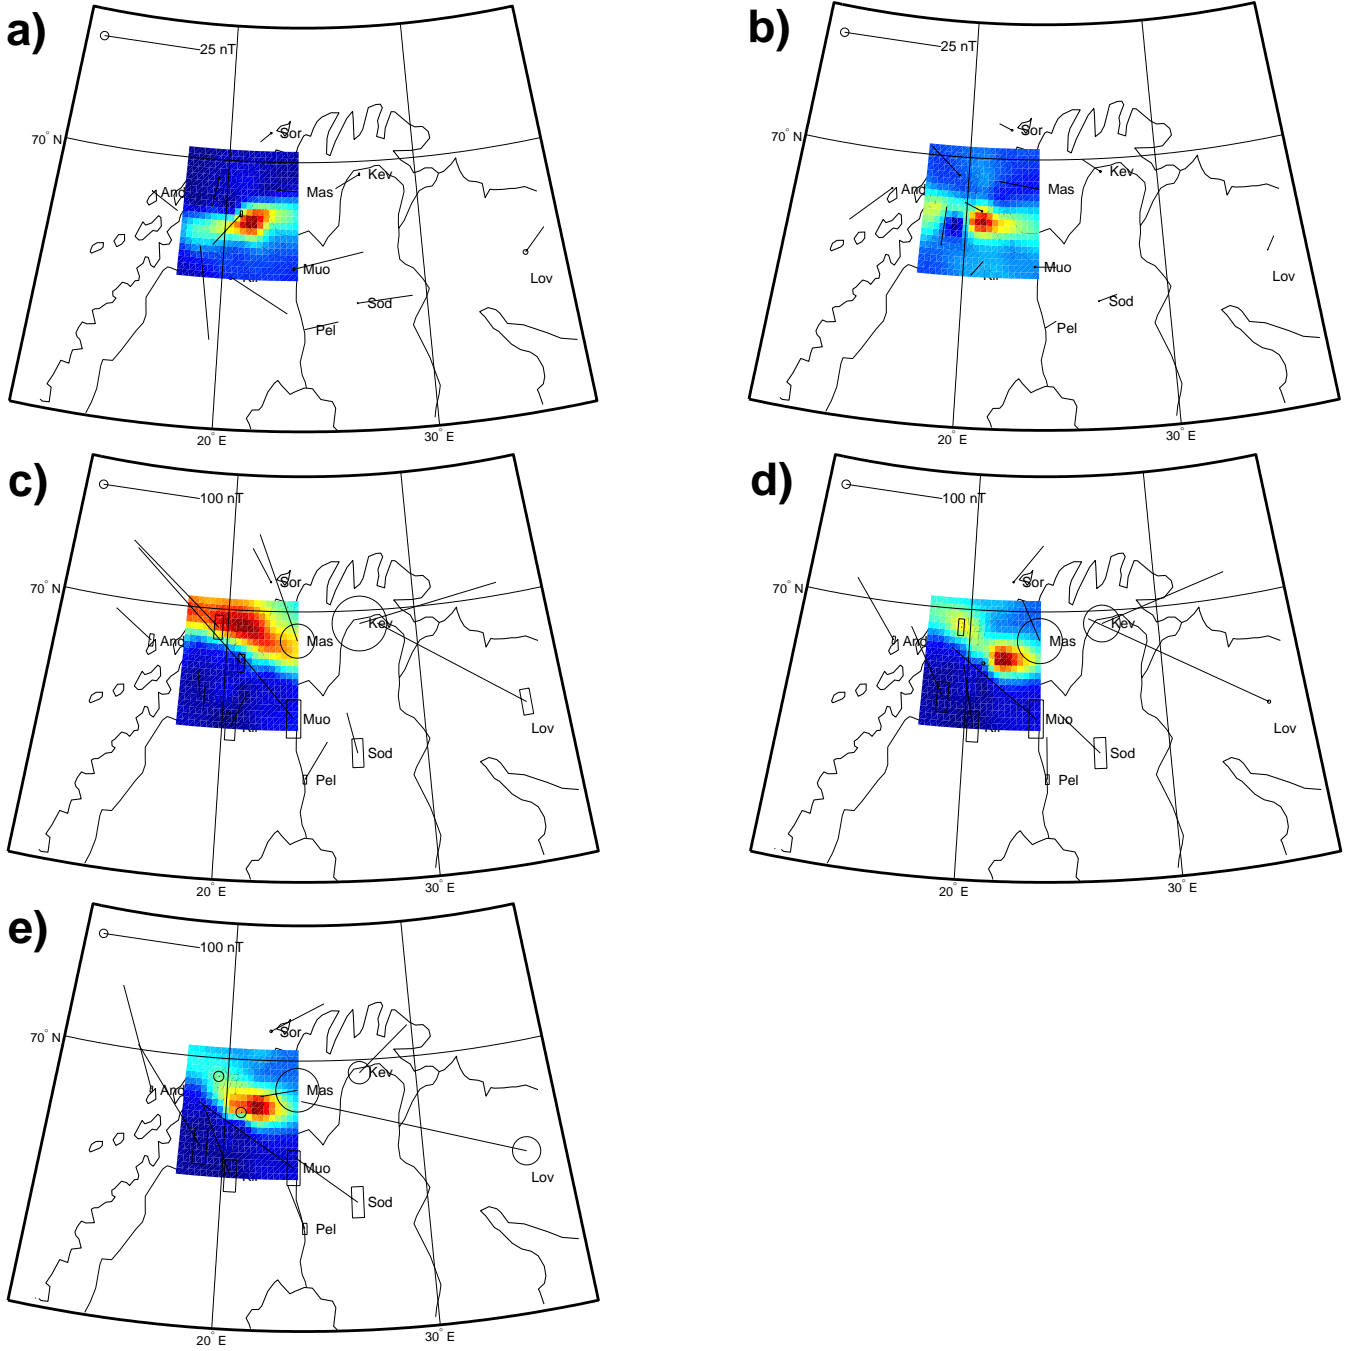 a)
25 nT
70° N
Sor
And
Mas
Kev
Muo
Lov
Sod
Pel
20° E
30° E
b)
25 nT
70° N
Sor
And
Mas
Kev
Muo
Lov
Sod
Pel
20° E
30° E
c)
100 nT
70° N
Sor
And
Mas
Kev
Muo
Lov
Sod
Pel
20° E
30° E
d)
100 nT
70° N
Sor
And
Mas
Kev
Muo
Lov
Sod
Pel
20° E
30° E
e)
100 nT
70° N
Sor
And
Mas
Kev
Muo
Lov
Sod
Pel
20° E
30° E